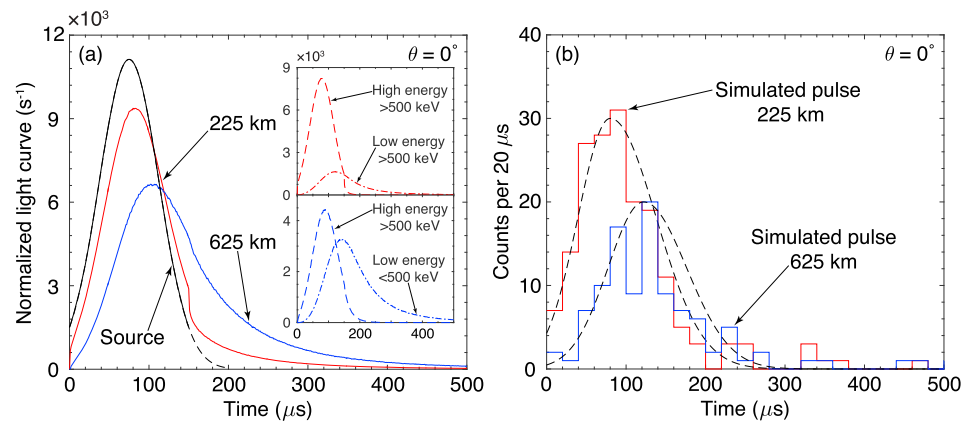 ×10³
12
9
6
3
0
Normalized light curve (s⁻¹)
(a)
θ = 0°
225 km
625 km
Source
0 100 200 300 400 500
Time (μs)
×10³
9
6
3
0
High energy
>500 keV
Low energy
>500 keV
4
2
0
High energy
>500 keV
Low energy
<500 keV
0 200 400
40
30
20
10
0
Counts per 20 μs
(b)
θ = 0°
Simulated pulse
225 km
Simulated pulse
625 km
0 100 200 300 400 500
Time (μs)